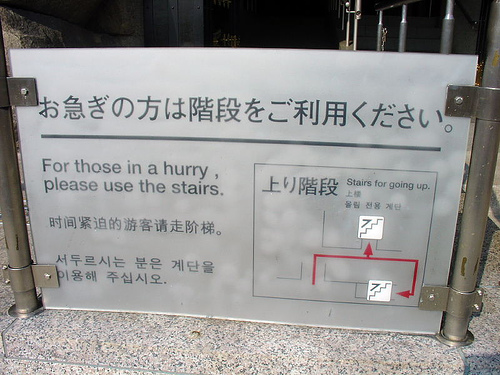 お急ぎの方は階段をご利用ください。
For those in a hurry ,
please use the stairs.
时间紧迫的游客请走阶梯。
서두르시는 분은 계단을
이용해 주십시오.
上り階段 Stairs for going up.
上楼
올림 전용 계단